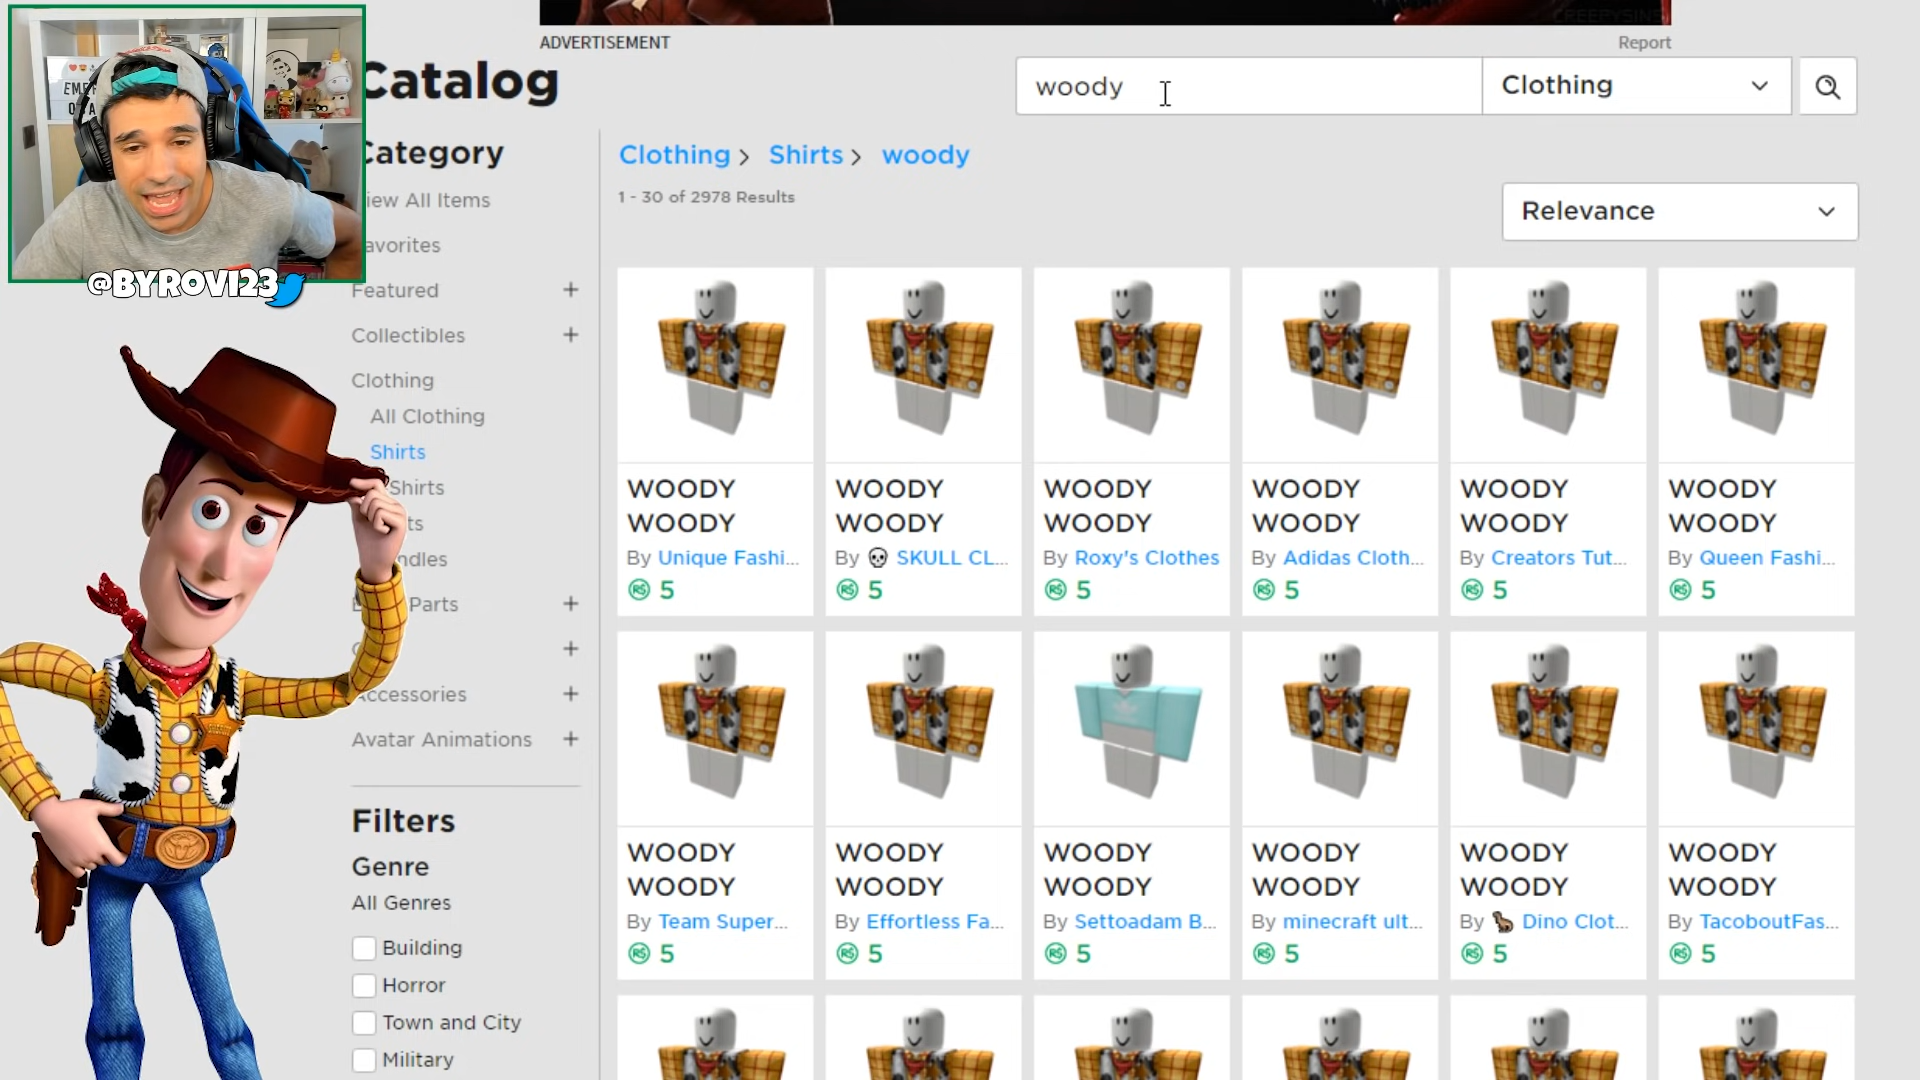 CREEPYSINS
ADVERTISEMENT
Report
Catalog
woody
Clothing
Category
Clothing > Shirts > woody
1 - 30 of 2978 Results
Relevance
View All Items
Favorites
@BYROVI23
Featured +
Collectibles +
Clothing
All Clothing
Shirts
Shirts
Parts +
+
Accessories +
Avatar Animations +
Filters
Genre
All Genres
Building
Horror
Town and City
Military
WOODY WOODY WOODY WOODY WOODY WOODY
WOODY WOODY WOODY WOODY WOODY WOODY
By Unique Fashi... By 💀 SKULL CL... By Roxy's Clothes By Adidas Cloth... By Creators Tut... By Queen Fashi...
5 5 5 5 5 5
WOODY WOODY WOODY WOODY WOODY WOODY
WOODY WOODY WOODY WOODY WOODY WOODY
By Team Super... By Effortless Fa... By Settoadam B... By minecraft ult... By 🦕 Dino Clot... By TacoboutFas...
5 5 5 5 5 5